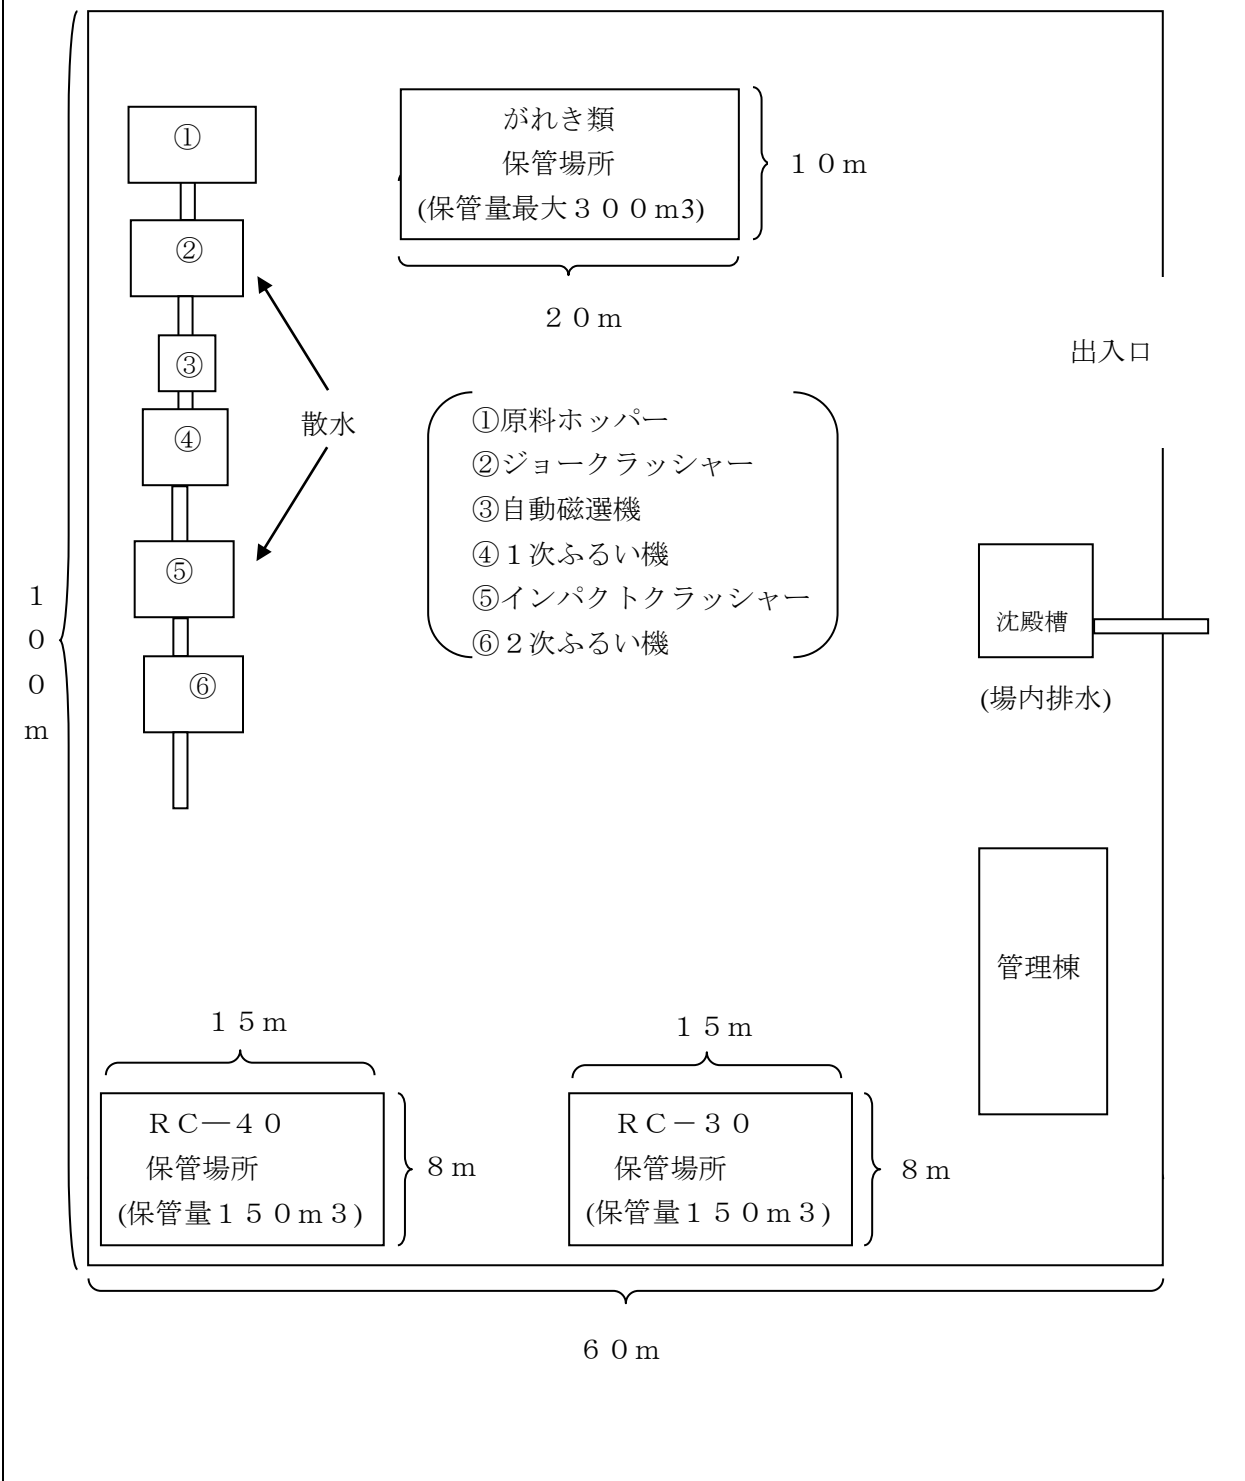 ①
がれき類
保管場所
(保管量最大３００m3)
１０m
②
２０m
出入口
③
散水
④
①原料ホッパー
②ジョークラッシャー
③自動磁選機
④１次ふるい機
⑤インパクトクラッシャー
⑥２次ふるい機
⑤
１００m
沈殿槽
(場内排水)
⑥
管理棟
１５m
１５m
ＲＣ―４０
保管場所
(保管量１５０m３)
８m
ＲＣ－３０
保管場所
(保管量１５０m３)
８m
６０m